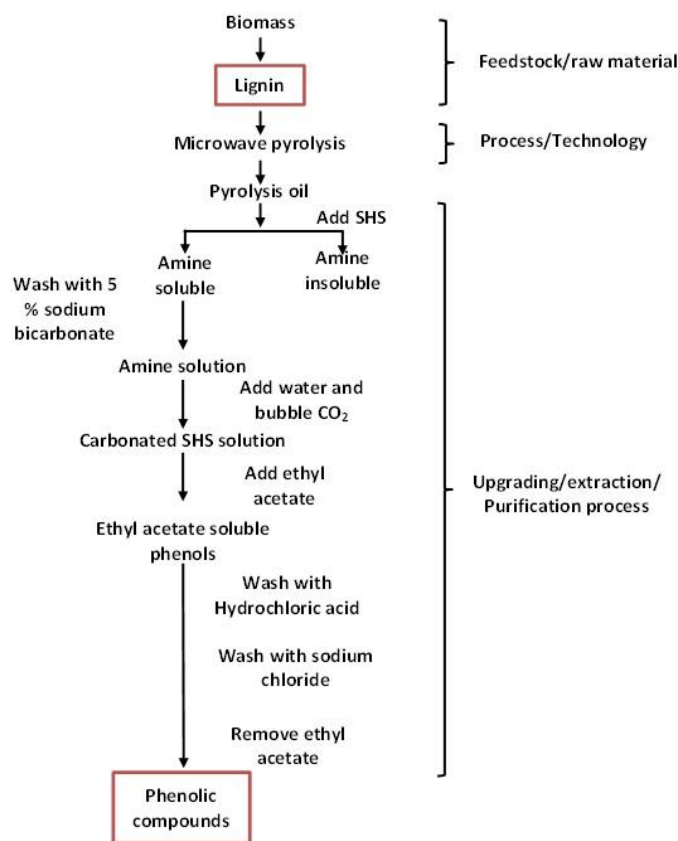 Biomass
Lignin
Feedstock/raw material
Microwave pyrolysis
Process/Technology
Pyrolysis oil
Add SHS
Amine
soluble
Amine
insoluble
Wash with 5
% sodium
bicarbonate
Amine solution
Add water and
bubble CO₂
Carbonated SHS solution
Add ethyl
acetate
Upgrading/extraction/
Purification process
Ethyl acetate soluble
phenols
Wash with
Hydrochloric acid
Wash with sodium
chloride
Remove ethyl
acetate
Phenolic
compounds